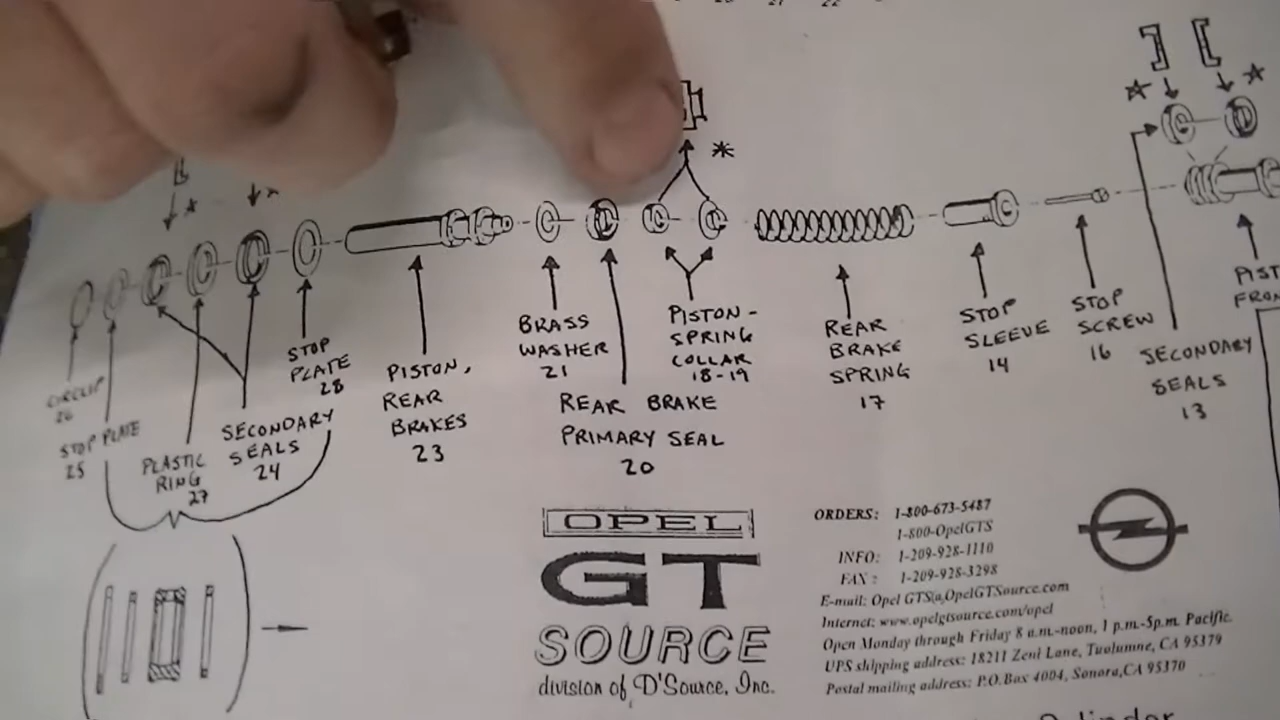 CIRCLIP
26
STOP PLATE
25
PLASTIC
RING
27
SECONDARY
SEALS
24
STOP
PLATE
28
PISTON,
REAR
BRAKES
23
BRASS
WASHER
21
REAR BRAKE
PRIMARY SEAL
20
PISTON-
SPRING
COLLAR
18-19
REAR
BRAKE
SPRING
17
STOP
SLEEVE
14
STOP
SCREW
16
SECONDARY
SEALS
13
OPEL
GT
SOURCE
division of D'Source, Inc.
ORDERS: 1-800-673-5487
1-800-OpelGTS
INFO: 1-209-928-1110
FAX: 1-209-928-3298
E-mail: Opel GTS@OpelGTSource.com
Internet: www.opelgtsource.com/opel
Open Monday through Friday 8 a.m.-noon, 1 p.m.-5p.m. Pacific.
UPS shipping address: 18211 Zeni Lane, Tuolumne, CA 95379
Postal mailing address: P.O.Box 4004, Sonora,CA 95370